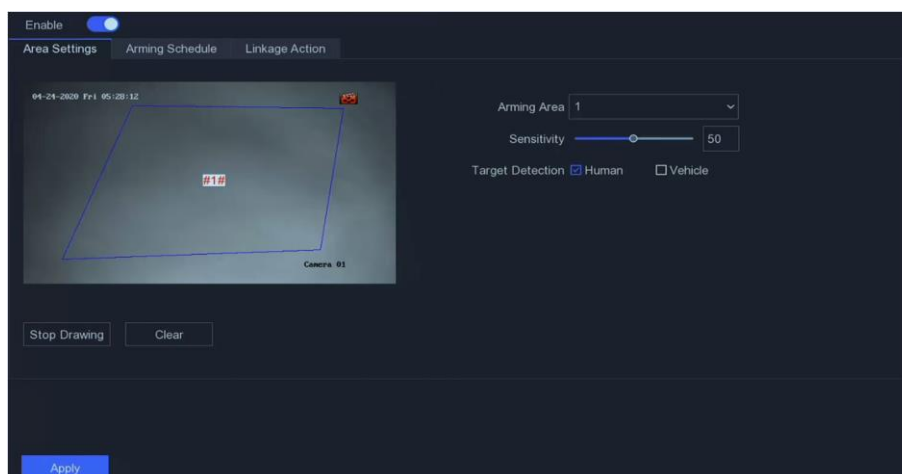 Enable
Area Settings Arming Schedule Linkage Action
04-24-2020 Fri 05:28:12
Arming Area 1
Sensitivity 50
Target Detection Human Vehicle
#1#
Camera 01
Stop Drawing Clear
Apply